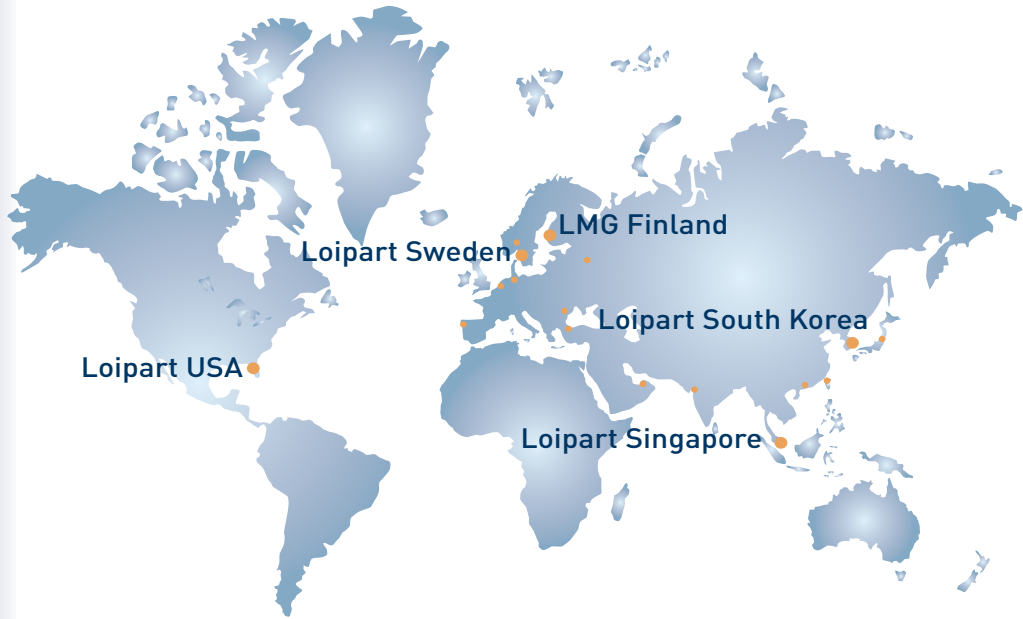 LMG Finland
Loipart Sweden
Loipart South Korea
Loipart USA
Loipart Singapore